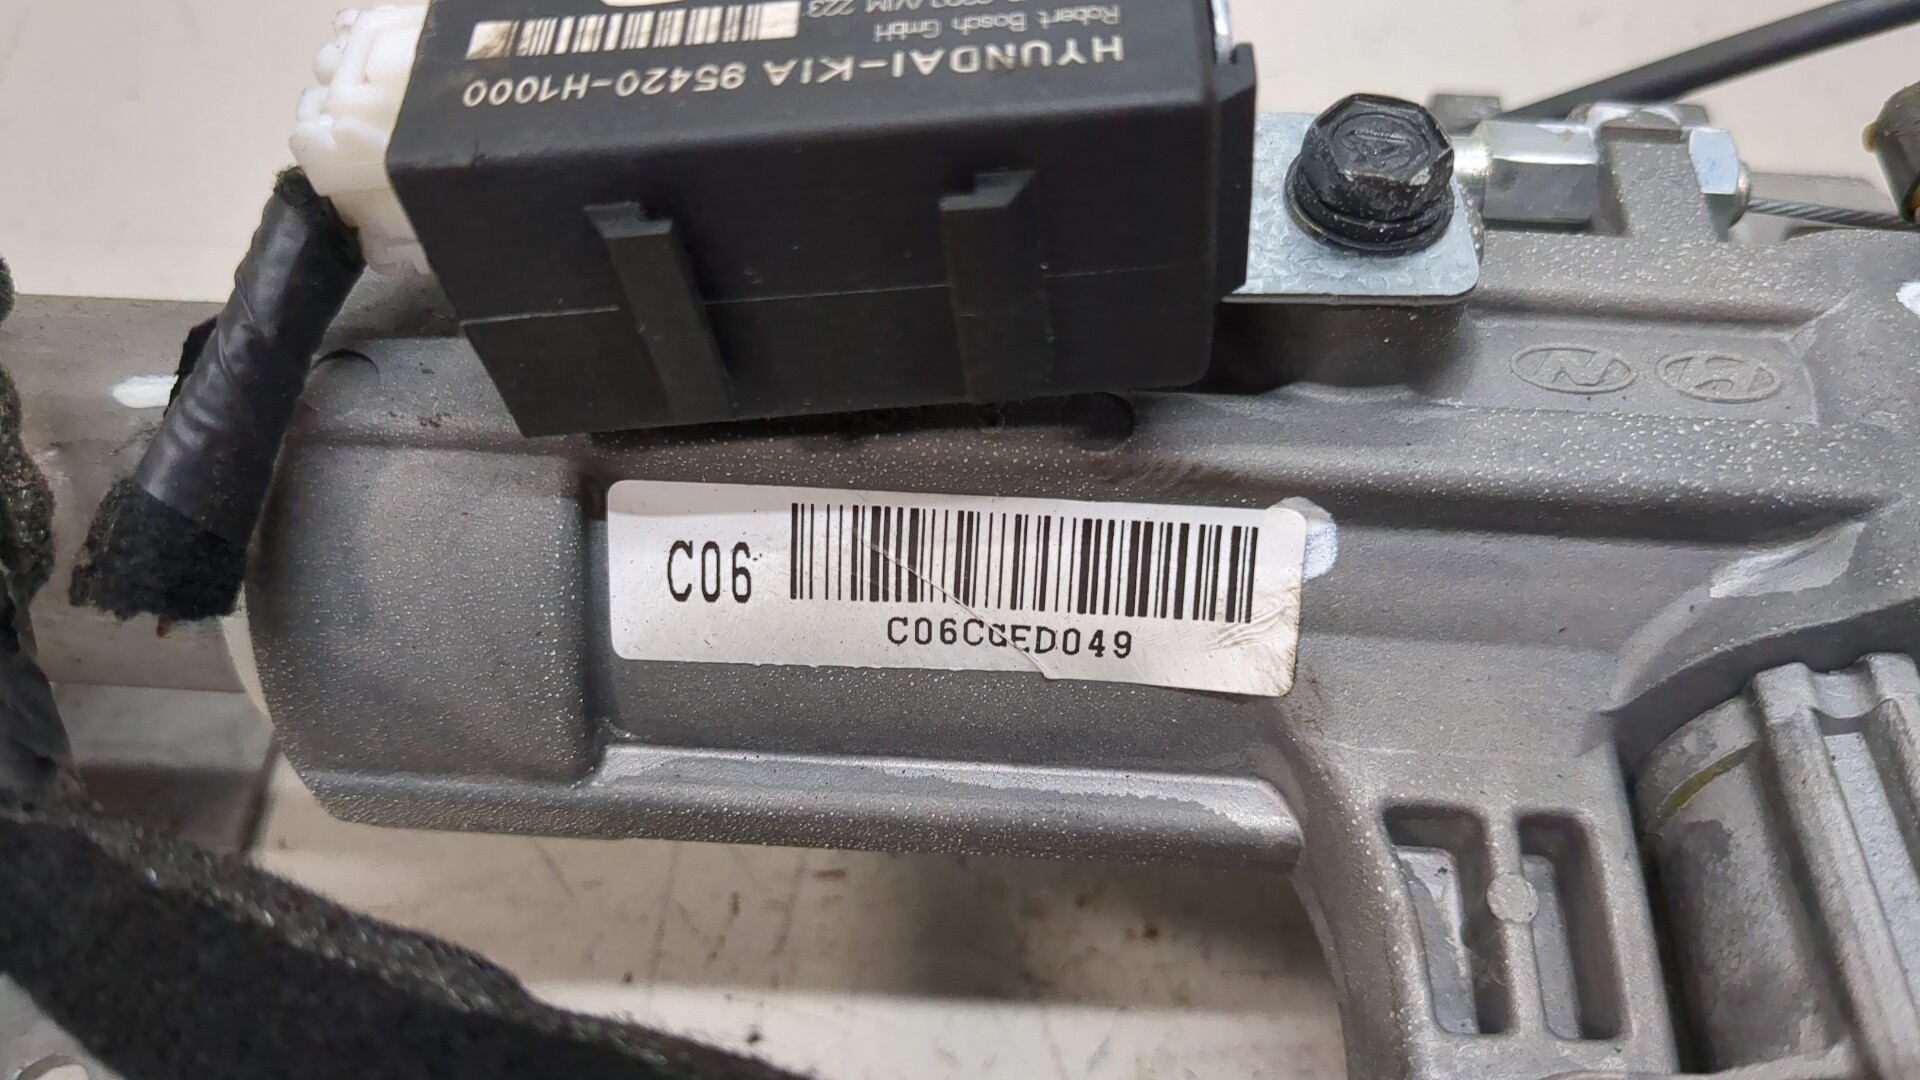 HYUNDAI-KIA 95420-H1000
Robert Bosch GmbH
C06
C06CGED049